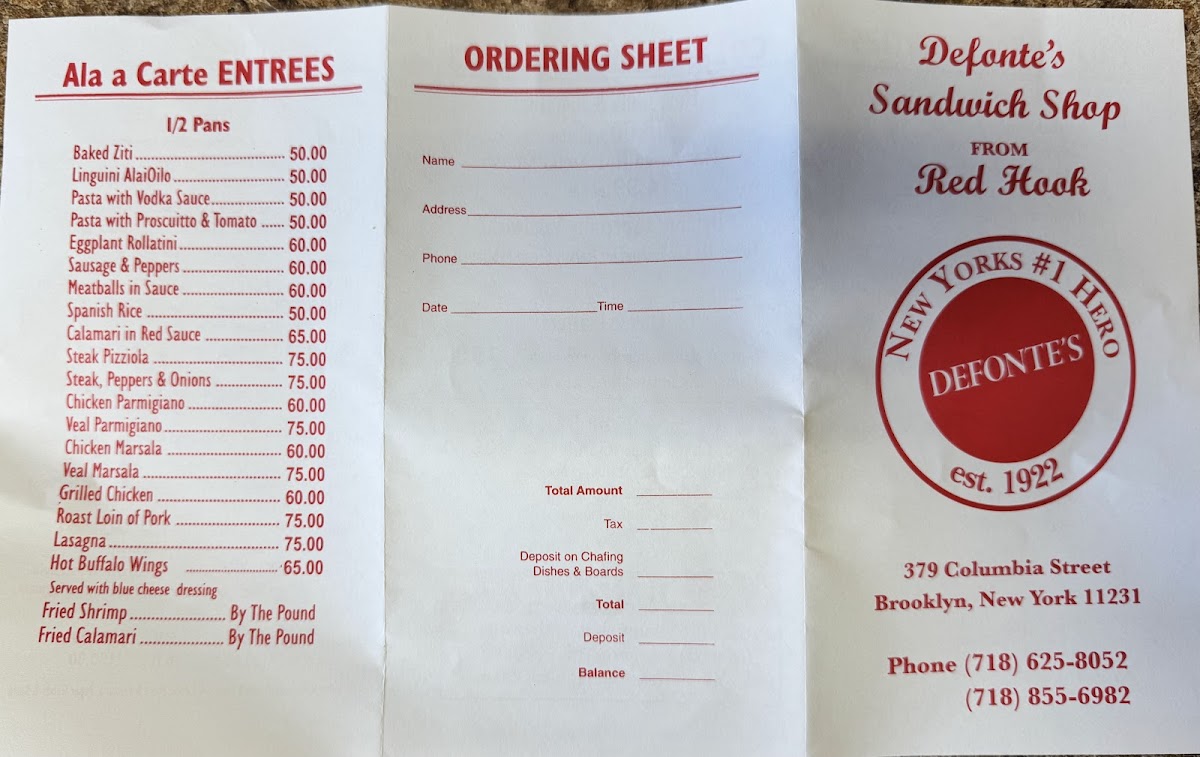 Ala a Carte ENTREES
1/2 Pans
Baked Ziti 50.00
Linguini AlaiOilo 50.00
Pasta with Vodka Sauce 50.00
Pasta with Proscuitto & Tomato 50.00
Eggplant Rollatini 60.00
Sausage & Peppers 60.00
Meatballs in Sauce 60.00
Spanish Rice 50.00
Calamari in Red Sauce 65.00
Steak Pizziola 75.00
Steak, Peppers & Onions 75.00
Chicken Parmigiano 60.00
Veal Parmigiano 75.00
Chicken Marsala 60.00
Veal Marsala 75.00
Grilled Chicken 60.00
Roast Loin of Pork 75.00
Lasagna 75.00
Hot Buffalo Wings 65.00
Served with blue cheese dressing
Fried Shrimp By The Pound
Fried Calamari By The Pound
ORDERING SHEET
Name
Address
Phone
Date Time
Total Amount
Tax
Deposit on Chafing
Dishes & Boards
Total
Deposit
Balance
Defonte's
Sandwich Shop
FROM
Red Hook
NEW YORKS #1 HERO
DEFONTE'S
est. 1922
379 Columbia Street
Brooklyn, New York 11231
Phone (718) 625-8052
(718) 855-6982